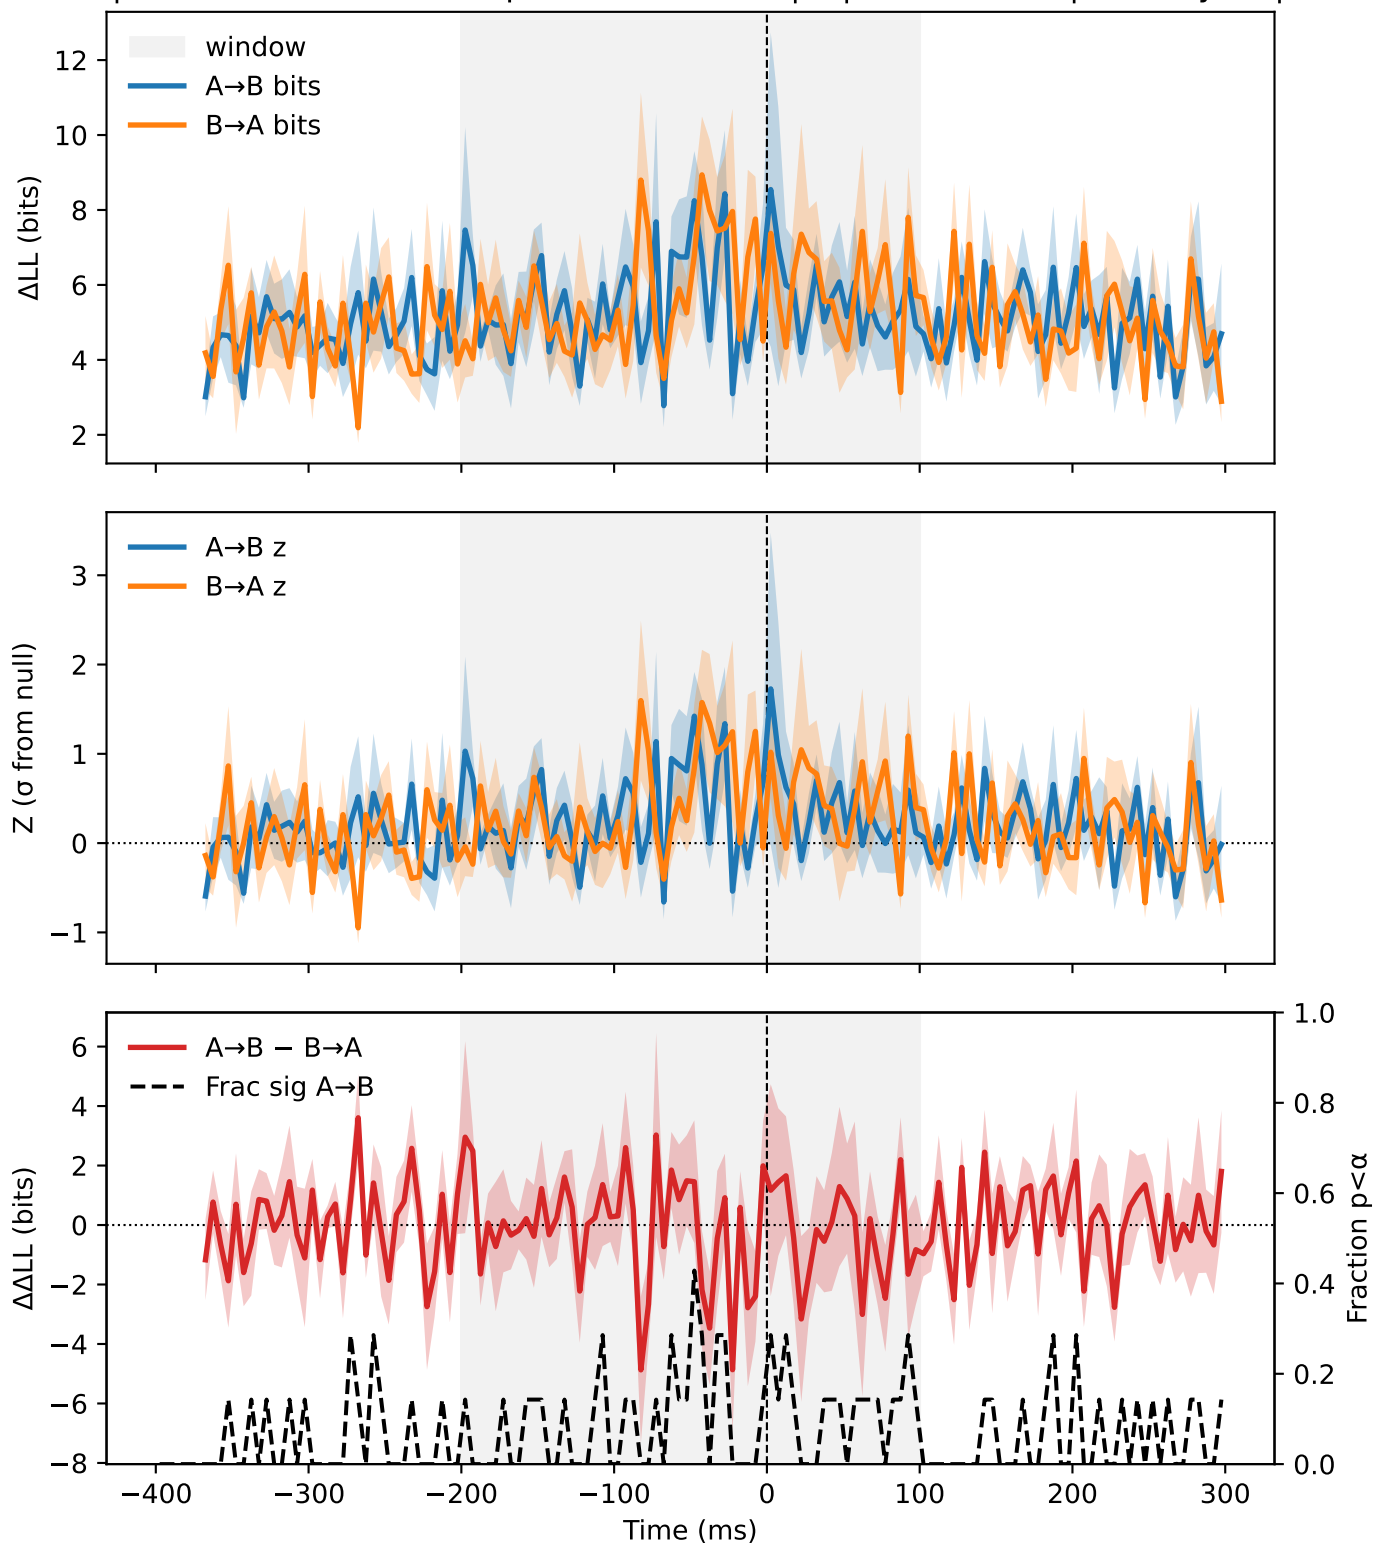 window
A→B bits
B→A bits
ΔLL (bits)
12
10
8
6
4
2
A→B z
B→A z
Z (σ from null)
3
2
1
0
−1
A→B − B→A
Frac sig A→B
ΔΔLL (bits)
6
4
2
0
−2
−4
−6
−8
1.0
0.8
0.6
0.4
0.2
0.0
Fraction p<α
−400 −300 −200 −100 0 100 200 300
Time (ms)